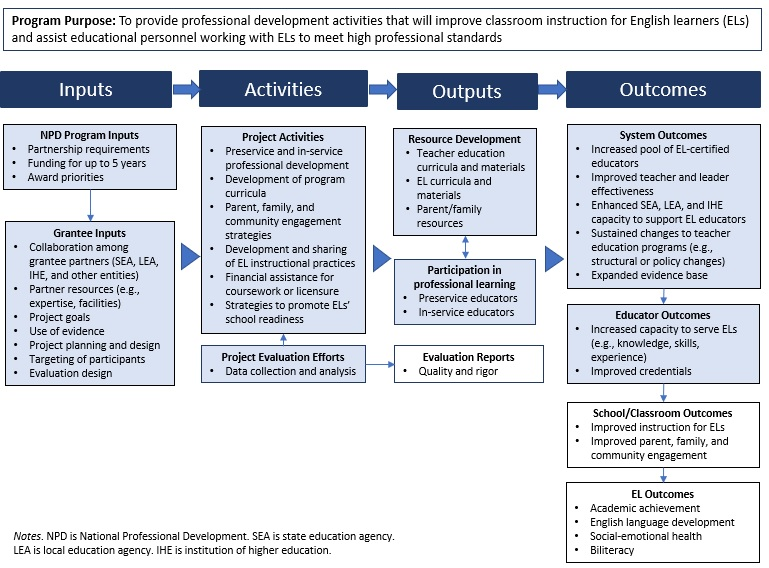 Program Purpose: To provide professional development activities that will improve classroom instruction for English learners (ELs)
and assist educational personnel working with ELs to meet high professional standards
Inputs
Activities
Outputs
Outcomes
NPD Program Inputs
• Partnership requirements
• Funding for up to 5 years
• Award priorities
Grantee Inputs
• Collaboration among
grantee partners (SEA, LEA,
IHE, and other entities)
• Partner resources (e.g.,
expertise, facilities)
• Project goals
• Use of evidence
• Project planning and design
• Targeting of participants
• Evaluation design
Project Activities
• Preservice and in-service
professional development
• Development of program
curricula
• Parent, family, and
community engagement
strategies
• Development and sharing
of EL instructional practices
• Financial assistance for
coursework or licensure
• Strategies to promote ELs'
school readiness
Project Evaluation Efforts
• Data collection and analysis
Resource Development
• Teacher education
curricula and materials
• EL curricula and
materials
• Parent/family
resources
Participation in
professional learning
• Preservice educators
• In-service educators
Evaluation Reports
• Quality and rigor
System Outcomes
• Increased pool of EL-certified
educators
• Improved teacher and leader
effectiveness
• Enhanced SEA, LEA, and IHE
capacity to support EL educators
• Sustained changes to teacher
education programs (e.g.,
structural or policy changes)
• Expanded evidence base
Educator Outcomes
• Increased capacity to serve ELs
(e.g., knowledge, skills,
experience)
• Improved credentials
School/Classroom Outcomes
• Improved instruction for ELs
• Improved parent, family, and
community engagement
EL Outcomes
• Academic achievement
• English language development
• Social-emotional health
• Biliteracy
Notes. NPD is National Professional Development. SEA is state education agency.
LEA is local education agency. IHE is institution of higher education.